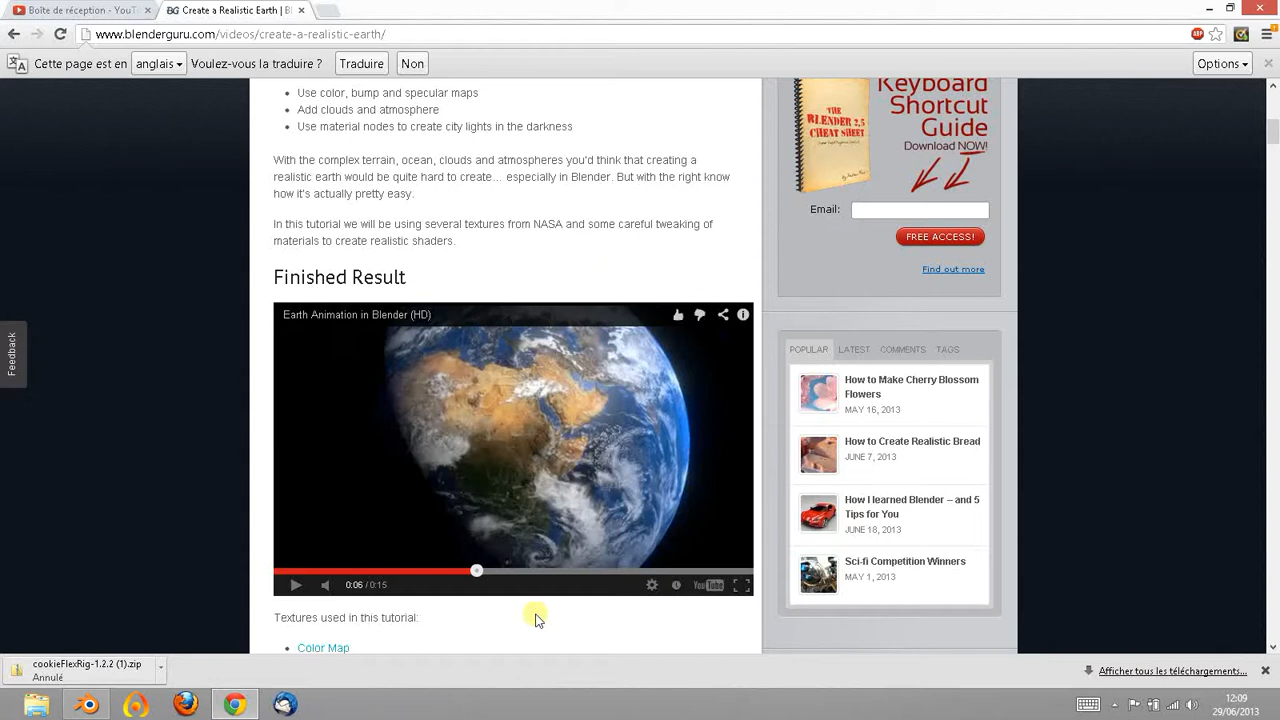 Boîte de réception - YouT
Create a Realistic Earth | Bl
www.blenderguru.com/videos/create-a-realistic-earth/
Cette page est en anglais Voulez-vous la traduire ? Traduire Non Options
Use color, bump and specular maps
Add clouds and atmosphere
Use material nodes to create city lights in the darkness
With the complex terrain, ocean, clouds and atmospheres you'd think that creating a
realistic earth would be quite hard to create... especially in Blender. But with the right know
how it's actually pretty easy.
In this tutorial we will be using several textures from NASA and some careful tweaking of
materials to create realistic shaders.
Finished Result
Earth Animation in Blender (HD)
0:06 / 0:15
YouTube
Textures used in this tutorial:
Color Map
THE
BLENDER 2.5
CHEAT SHEET
Keyboard
Shortcut
Guide
Download NOW!
Email:
FREE ACCESS!
Find out more
POPULAR LATEST COMMENTS TAGS
How to Make Cherry Blossom
Flowers
MAY 16, 2013
How to Create Realistic Bread
JUNE 7, 2013
How I learned Blender – and 5
Tips for You
JUNE 18, 2013
Sci-fi Competition Winners
MAY 1, 2013
Feedback
cookieFlexRig-1.2.2 (1).zip
Annulé
Afficher tous les téléchargements...
12:09
29/06/2013